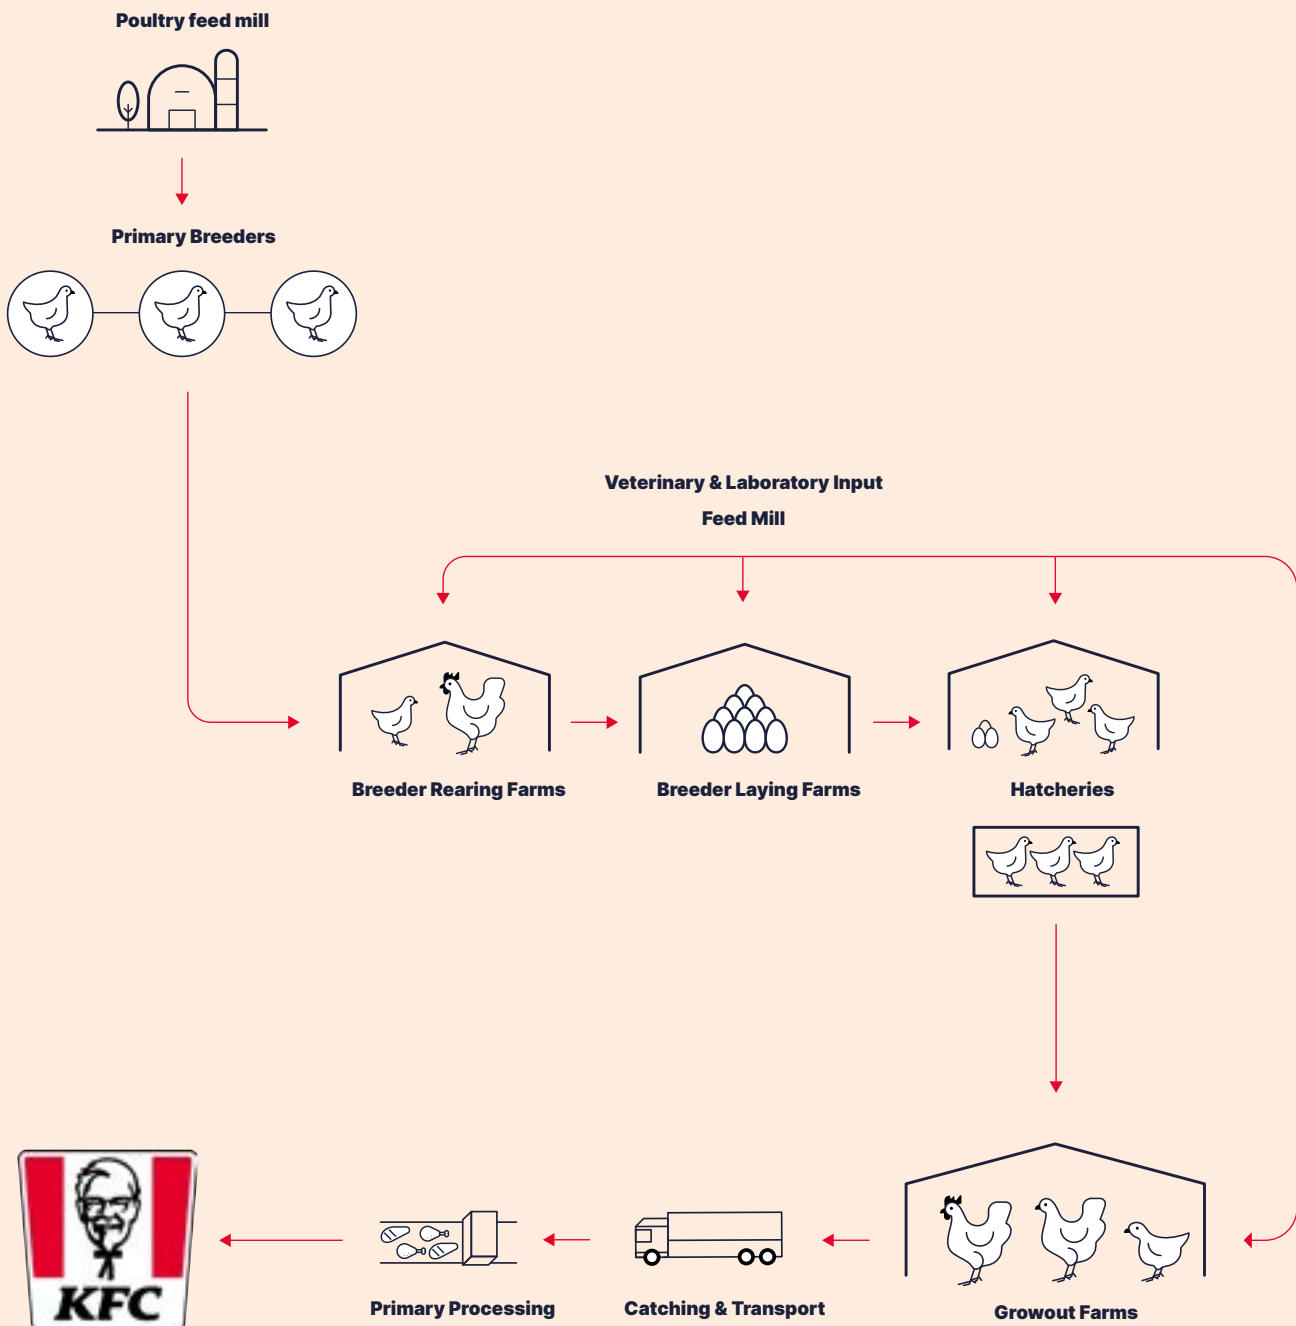 Poultry feed mill
Primary Breeders
Veterinary & Laboratory Input
Feed Mill
Breeder Rearing Farms
Breeder Laying Farms
Hatcheries
KFC
Primary Processing
Catching & Transport
Growout Farms